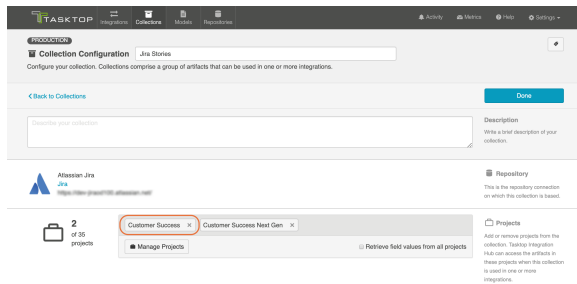 TASKTOP
Integrations
Collections
Models
Repositories
Activity
Metrics
Help
Settings
PRODUCTION
Collection Configuration
Jira Stories
Configure your collection. Collections comprise a group of artifacts that can be used in one or more integrations.
Back to Collections
Done
Describe your collection
Description
Write a brief description of your
collection.
Atlassian Jira
Jira
Repository
This is the repository connection
on which this collection is based.
2
of 35
projects
Customer Success ×
Customer Success Next Gen ×
Manage Projects
Retrieve field values from all projects
Projects
Add or remove projects from the
collection. Tasktop Integration
Hub can access the artifacts in
these projects when this collection
is used in one or more
integrations.